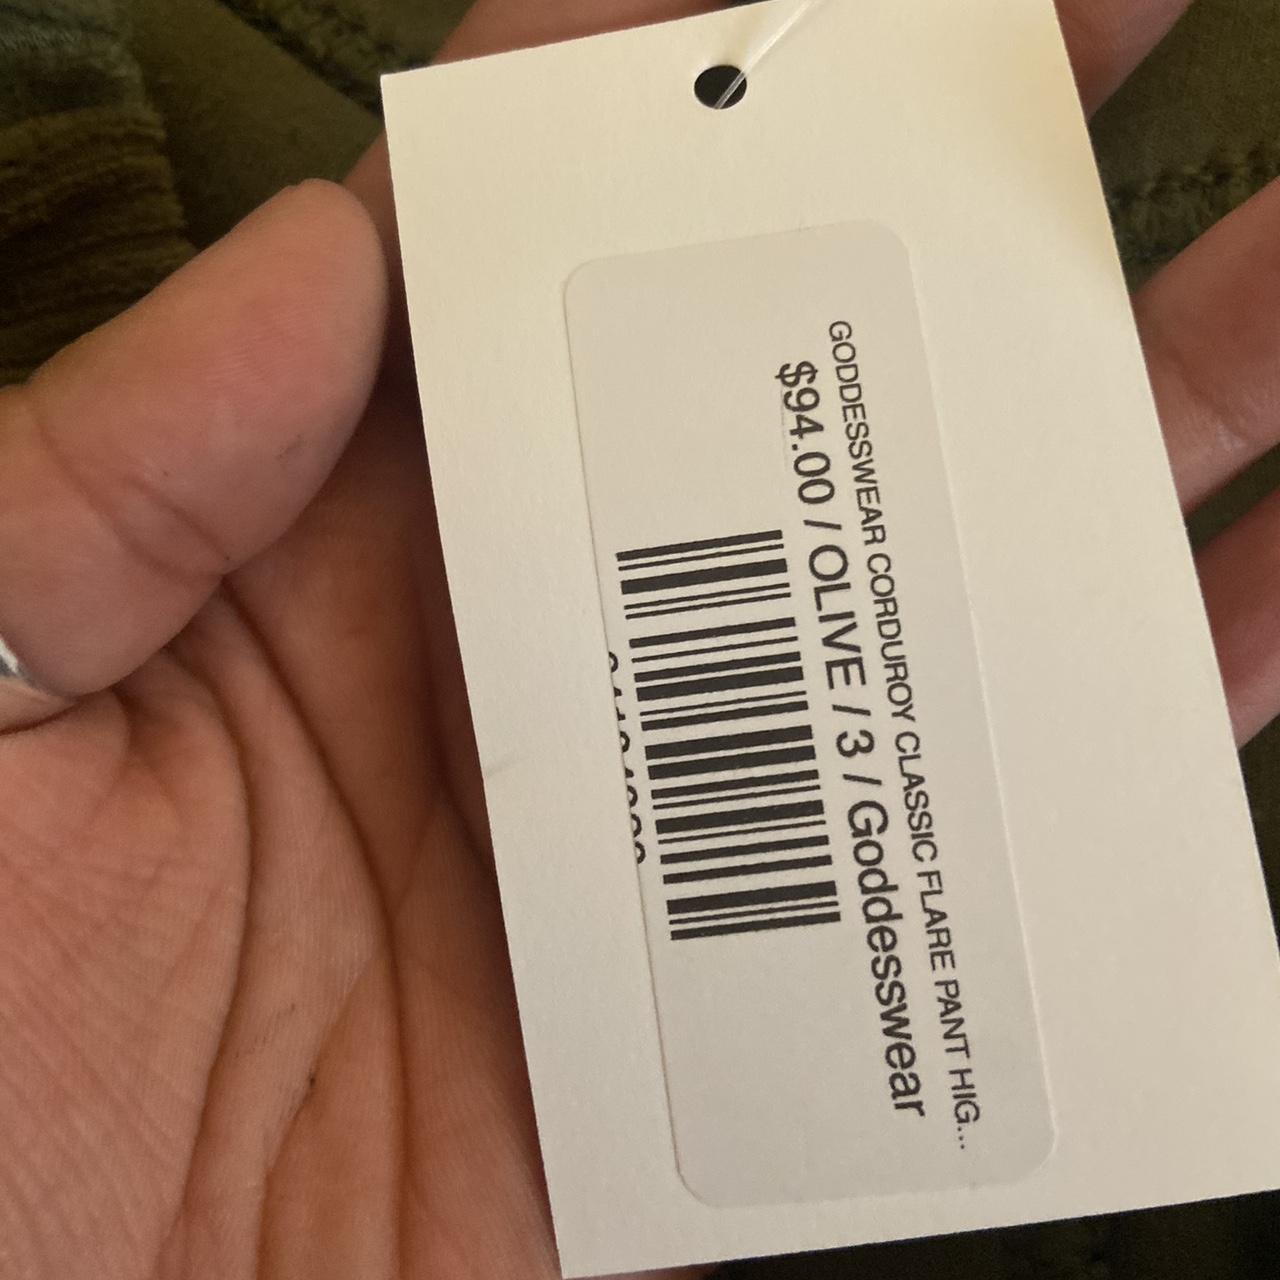 GODDESSWEAR CORDUROY CLASSIC FLARE PANT HIG...
$94.00 / OLIVE / 3 / Goddesswear